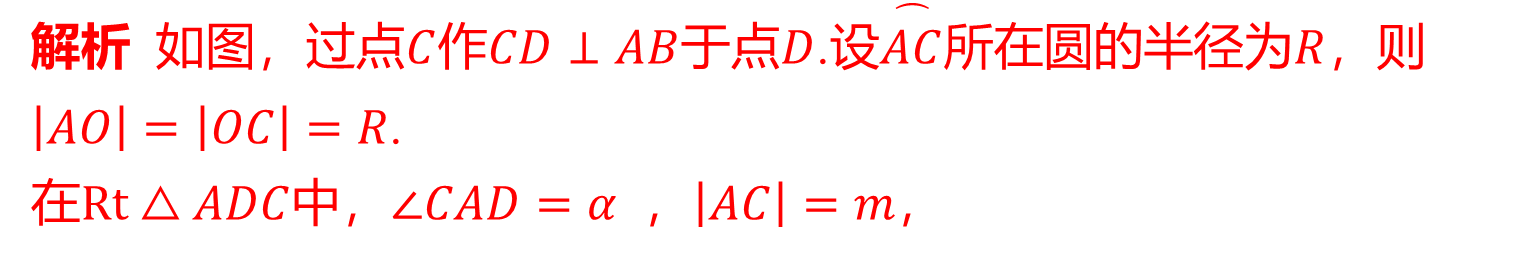 解析 如图，过点C作CD ⊥ AB于点D.设A͡C所在圆的半径为R，则
|AO| = |OC| = R.
在Rt △ ADC中，∠CAD = α ，|AC| = m，